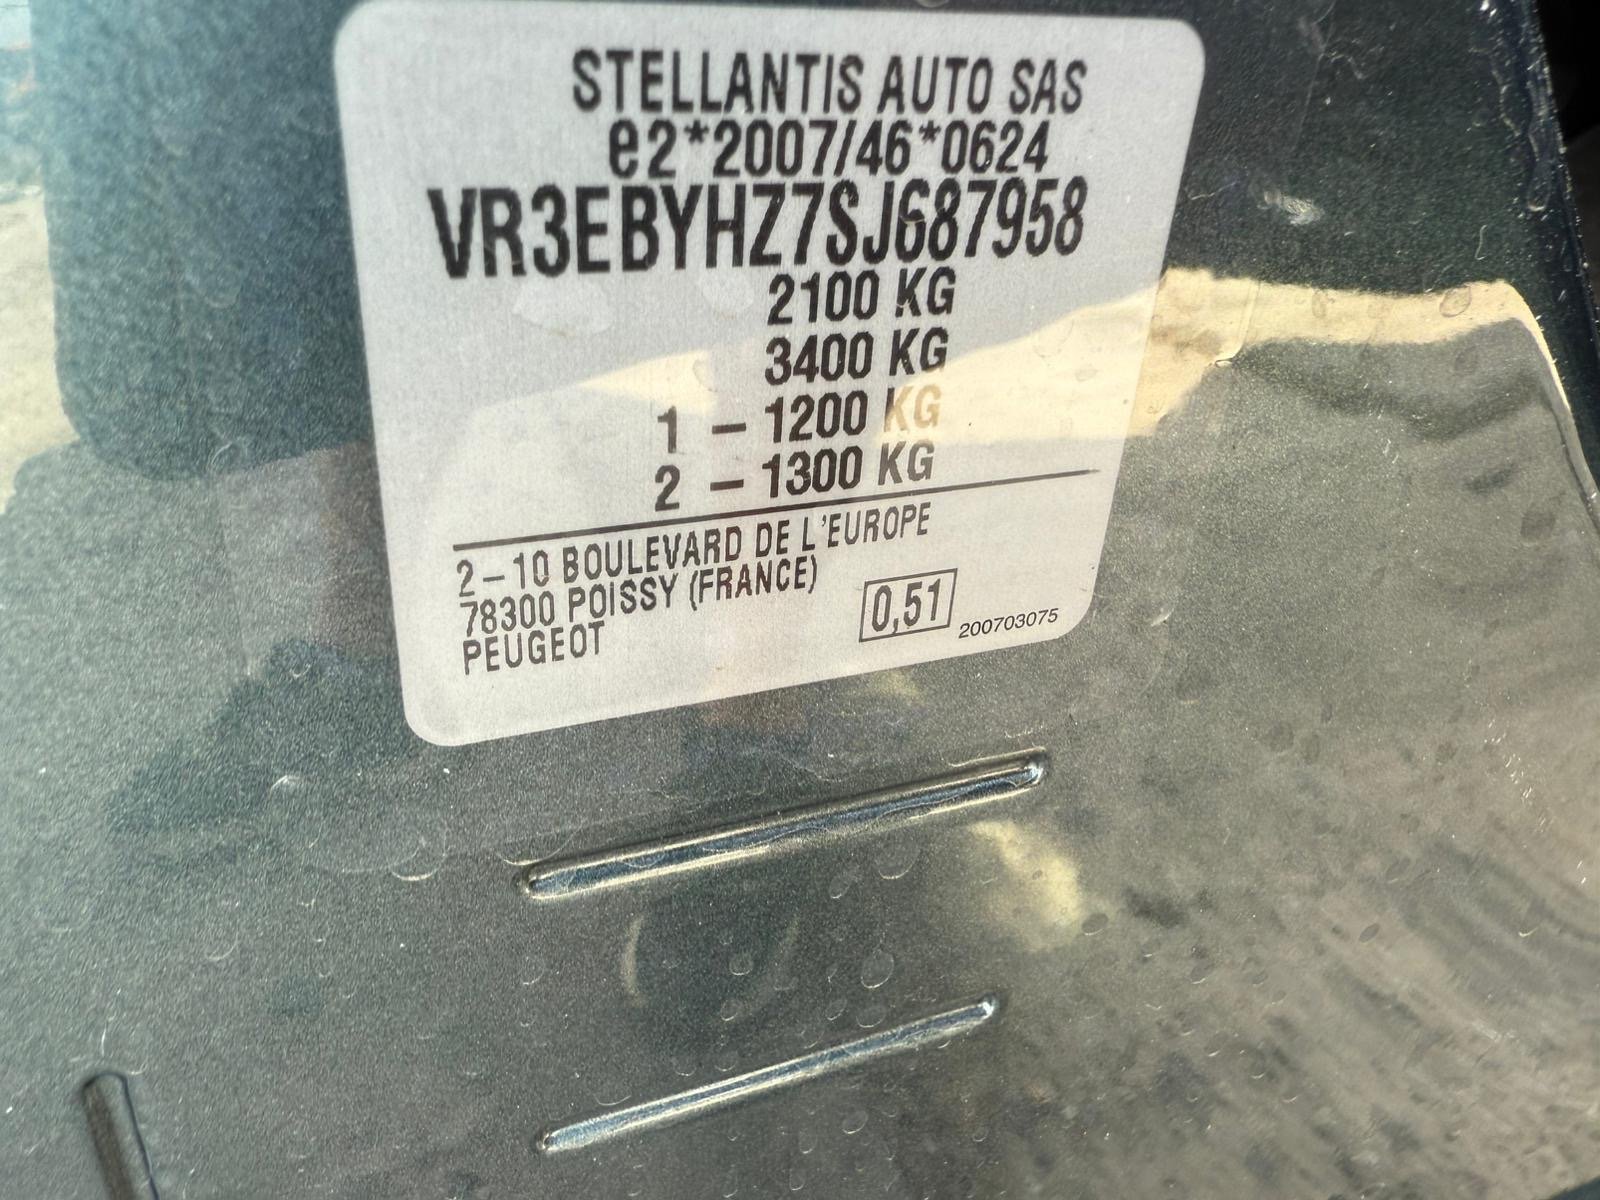 STELLANTIS AUTO SAS
e2*2007/46*0624
VR3EBYHZ7SJ687958
2100 KG
3400 KG
1 – 1200 KG
2 – 1300 KG
2–10 BOULEVARD DE L'EUROPE
78300 POISSY (FRANCE)
PEUGEOT
0,51
200703075